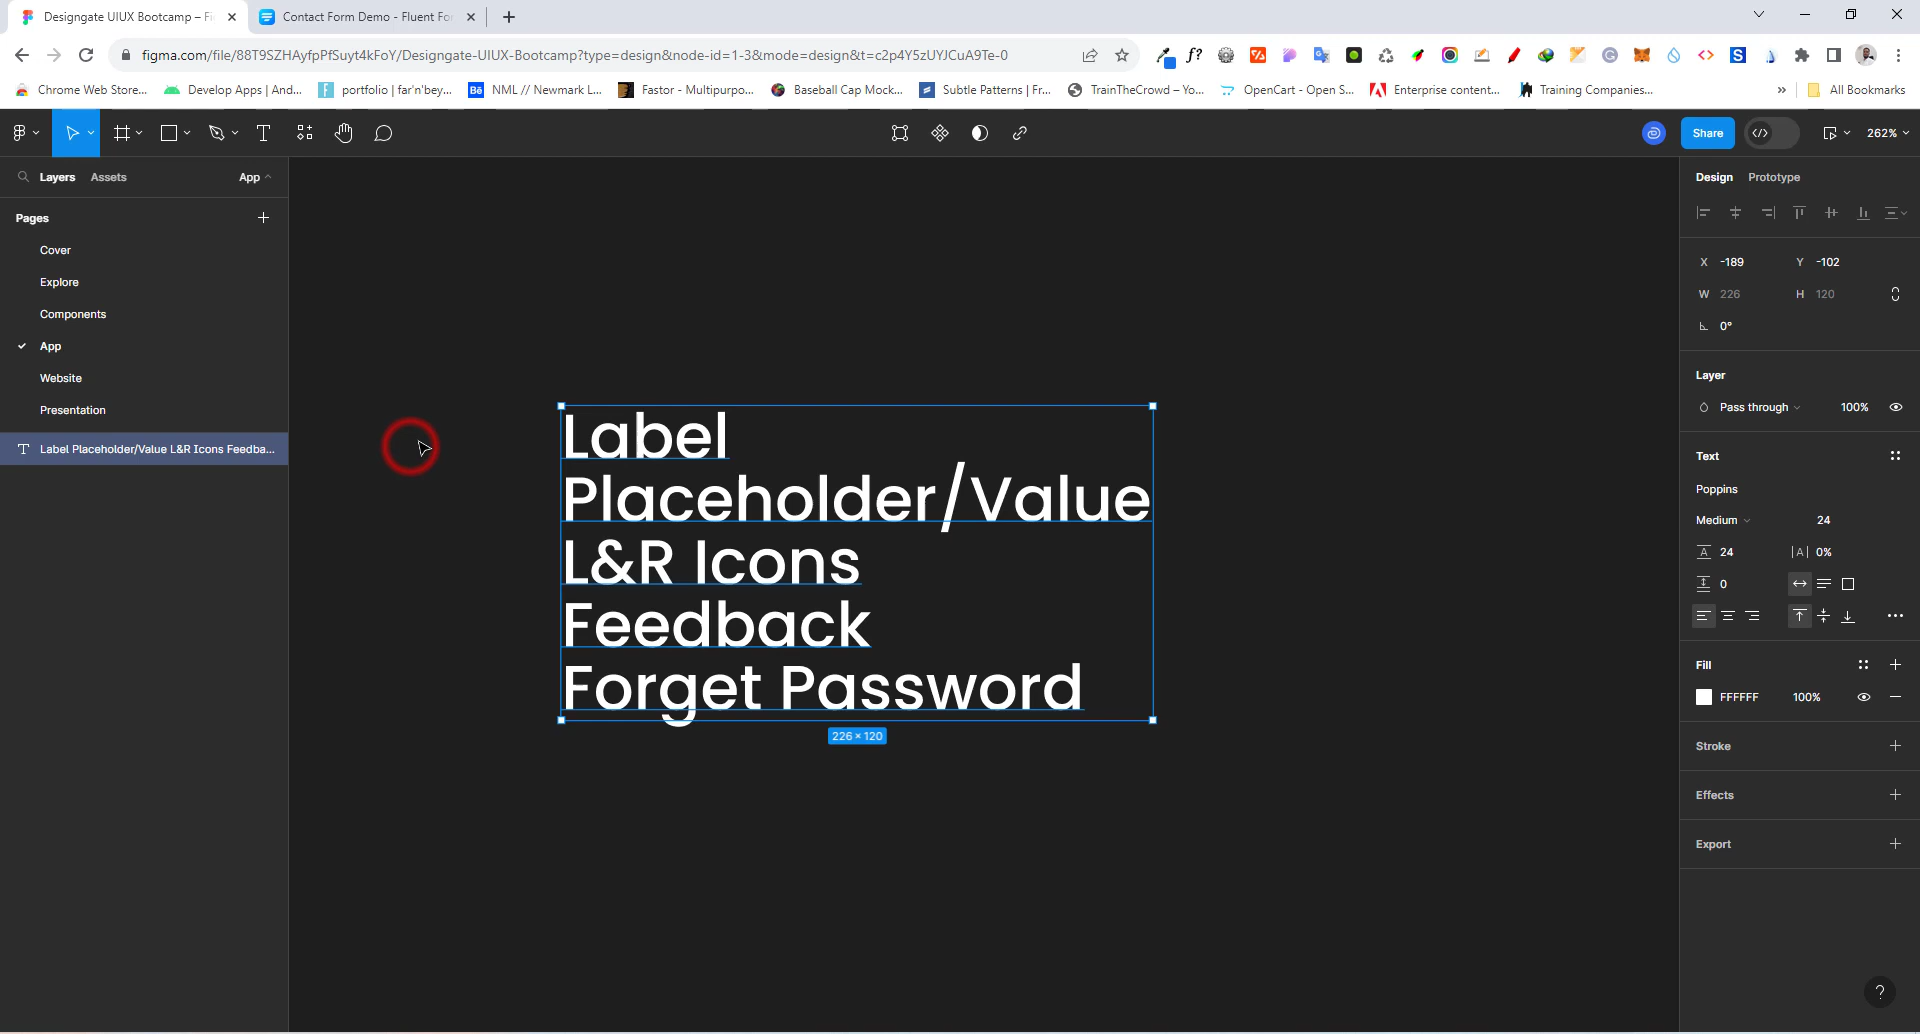 Designgate UIUX Bootcamp – Fi
Contact Form Demo - Fluent Fo
figma.com/file/88T9SZHAyfpPfSuyt4kFoY/Designgate-UIUX-Bootcamp?type=design&node-id=1-3&mode=design&t=c2p4Y5zUYJCuA9Te-0
Chrome Web Store...
Develop Apps | And...
portfolio | far'n'bey...
NML // Newmark L...
Fastor - Multipurpo...
Baseball Cap Mock...
Subtle Patterns | Fr...
TrainTheCrowd – Yo...
OpenCart - Open S...
Enterprise content...
Training Companies...
»
All Bookmarks
Share
262%
Layers
Assets
App
Design
Prototype
Pages
Cover
Explore
Components
App
Website
Presentation
Label Placeholder/Value L&R Icons Feedba...
Label
Placeholder/Value
L&R Icons
Feedback
Forget Password
226 × 120
X -189
Y -102
W 226
H 120
0°
Layer
Pass through
100%
Text
Poppins
Medium
24
24
0%
0
Fill
FFFFFF
100%
Stroke
Effects
Export
?